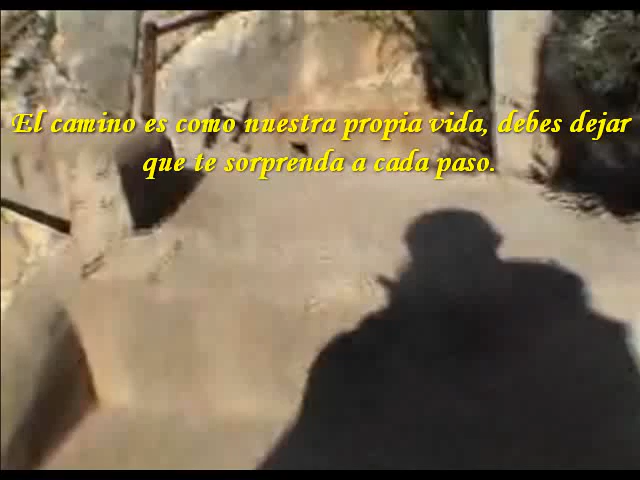 El camino es como nuestra propia vida, debes dejar
que te sorprenda a cada paso.